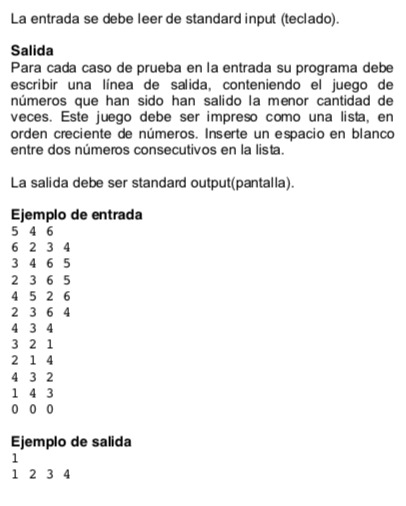 La entrada se debe leer de standard input (teclado).
Salida
Para cada caso de prueba en la entrada su programa debe
escribir una línea de salida, conteniendo el juego de
números que han sido han salido la menor cantidad de
veces. Este juego debe ser impreso como una lista, en
orden creciente de números. Inserte un espacio en blanco
entre dos números consecutivos en la lista.
La salida debe ser standard output(pantalla).
Ejemplo de entrada
5 4 6
6 2 3 4
3 4 6 5
2 3 6 5
4 5 2 6
2 3 6 4
4 3 4
3 2 1
2 1 4
4 3 2
1 4 3
0 0 0
Ejemplo de salida
1
1 2 3 4